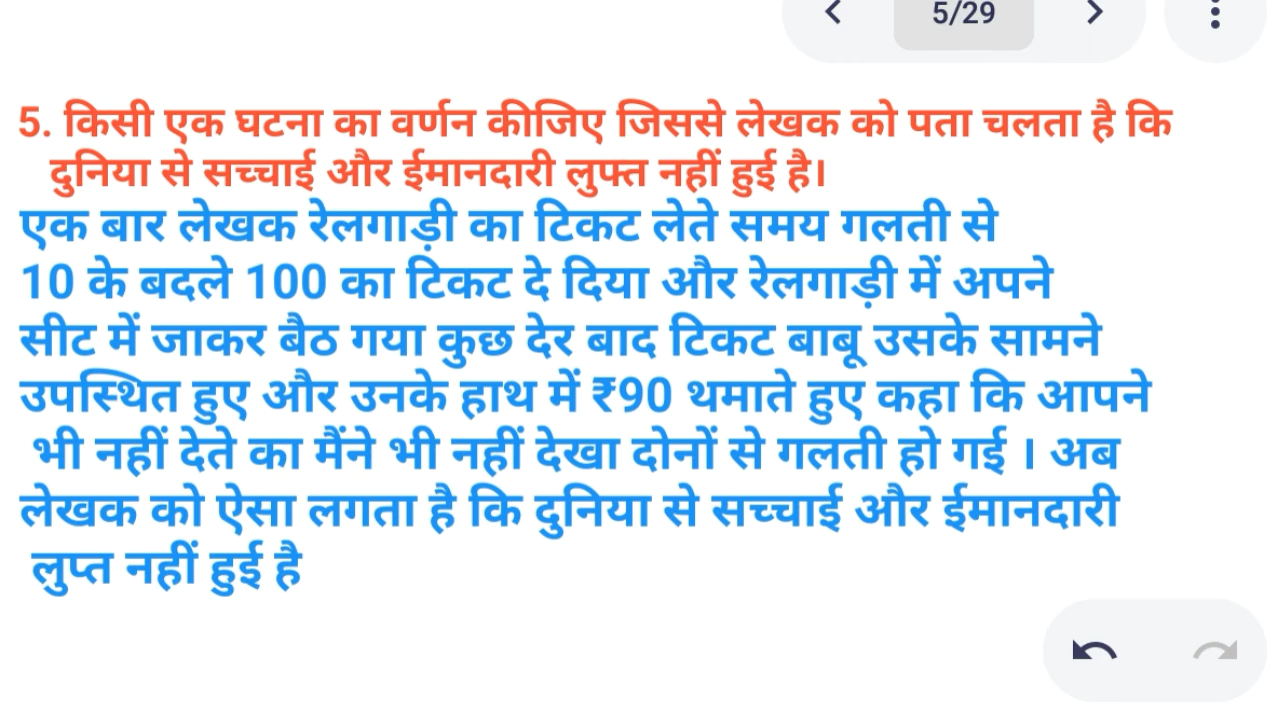 5/29
5. किसी एक घटना का वर्णन कीजिए जिससे लेखक को पता चलता है कि
दुनिया से सच्चाई और ईमानदारी लुफ्त नहीं हुई है।
एक बार लेखक रेलगाड़ी का टिकट लेते समय गलती से
10 के बदले 100 का टिकट दे दिया और रेलगाड़ी में अपने
सीट में जाकर बैठ गया कुछ देर बाद टिकट बाबू उसके सामने
उपस्थित हुए और उनके हाथ में ₹90 थमाते हुए कहा कि आपने
भी नहीं देते का मैंने भी नहीं देखा दोनों से गलती हो गई । अब
लेखक को ऐसा लगता है कि दुनिया से सच्चाई और ईमानदारी
लुप्त नहीं हुई है